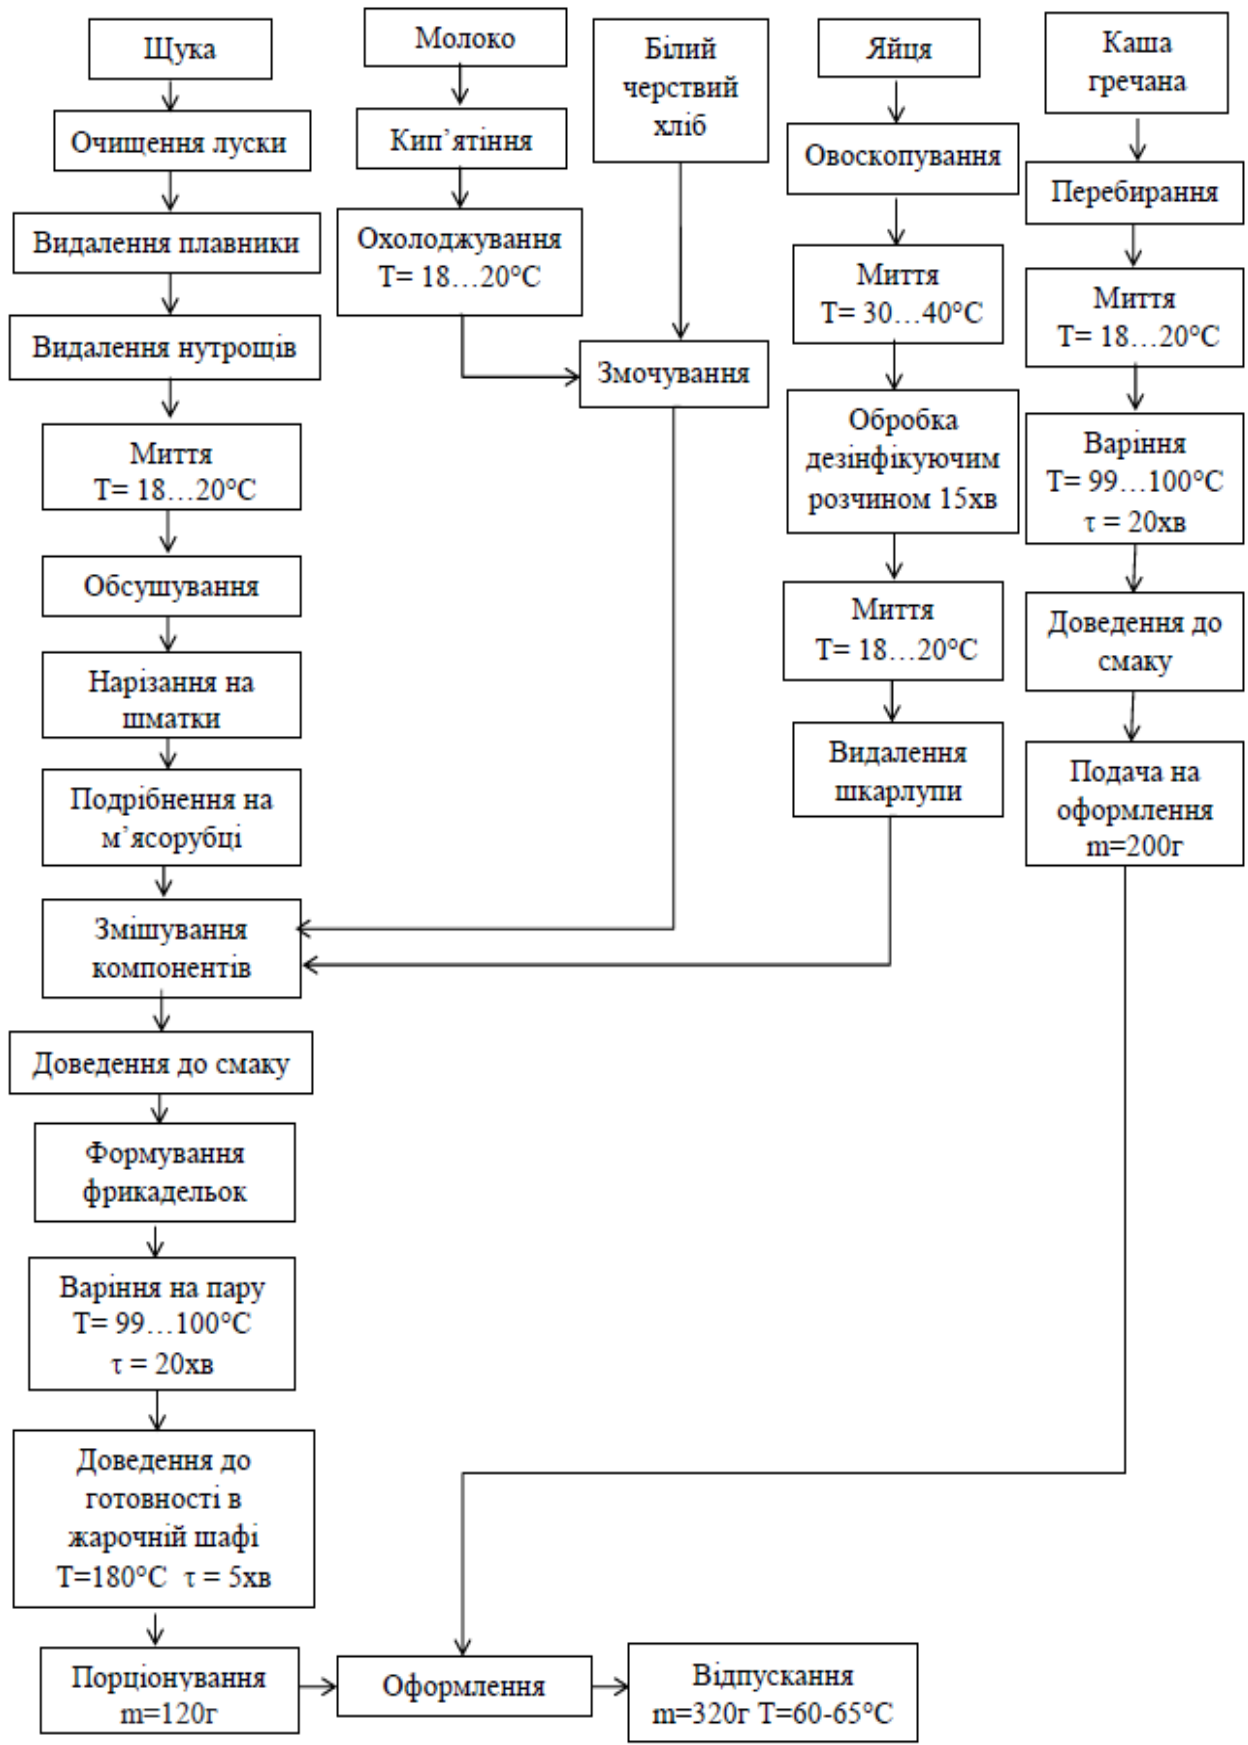 Щука
Очищення луски
Видалення плавники
Видалення нутрощів
Миття
T= 18…20°C
Обсушування
Нарізання на
шматки
Подрібнення на
м’ясорубці
Змішування
компонентів
Доведення до смаку
Формування
фрикадельок
Варіння на пару
T= 99…100°C
τ = 20хв
Доведення до
готовності в
жарочній шафі
T=180°C τ = 5хв
Порціонування
m=120г
Молоко
Кип’ятіння
Охолоджування
T= 18…20°C
Білий
черствий
хліб
Змочування
Яйця
Овоскопування
Миття
T= 30…40°C
Обробка
дезінфікуючим
розчином 15хв
Миття
T= 18…20°C
Видалення
шкарлупи
Каша
гречана
Перебирання
Миття
T= 18…20°C
Варіння
T= 99…100°C
τ = 20хв
Доведення до
смаку
Подача на
оформлення
m=200г
Оформлення
Відпускання
m=320г T=60-65°C